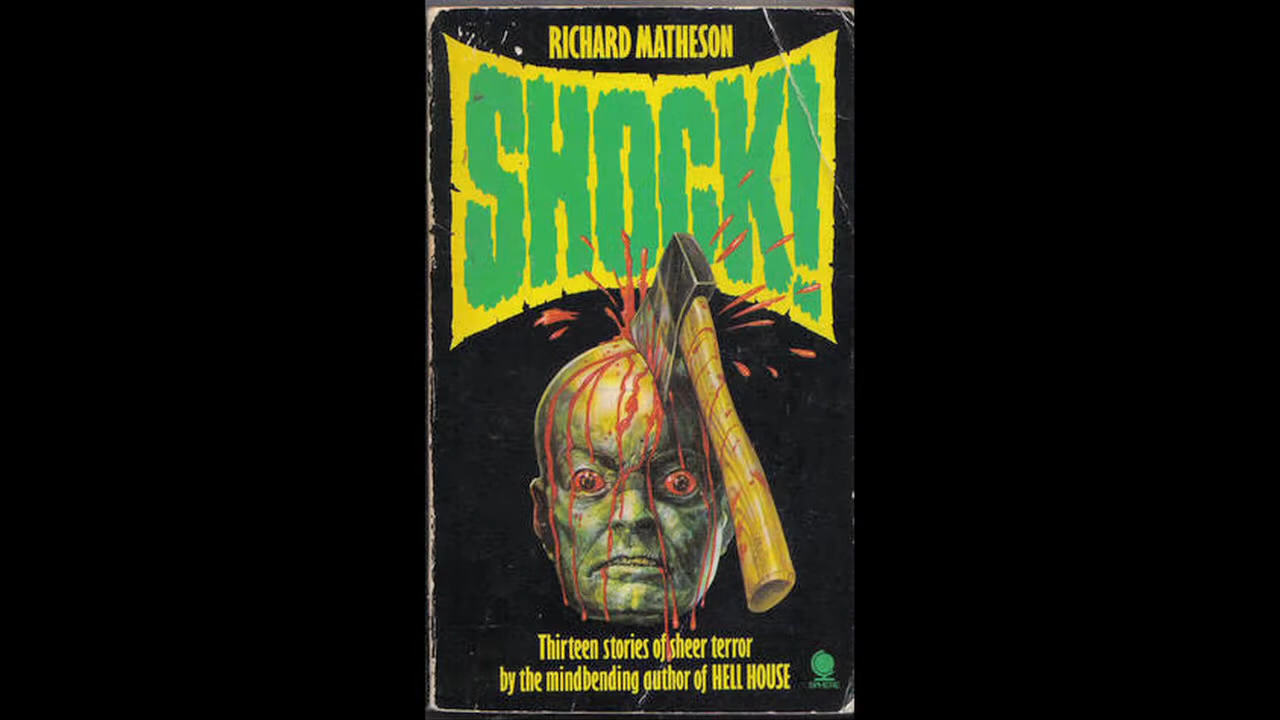 RICHARD MATHESON
SHOCK!
Thirteen stories of sheer terror
by the mindbending author of HELL HOUSE
SPHERE